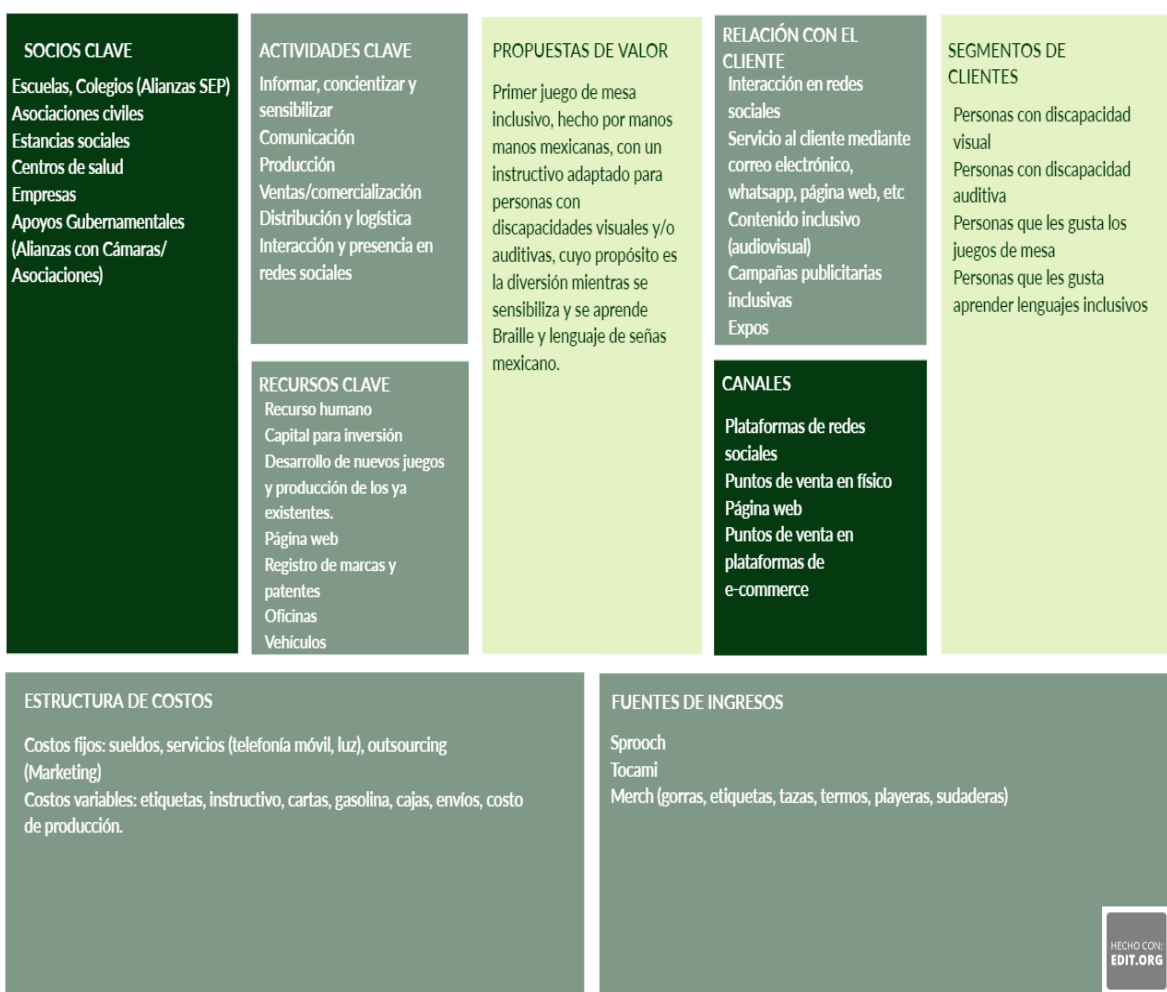 SOCIOS CLAVE
Escuelas, Colegios (Alianzas SEP)
Asociaciones civiles
Estancias sociales
Centros de salud
Empresas
Apoyos Gubernamentales
(Alianzas con Cámaras/
Asociaciones)
ACTIVIDADES CLAVE
Informar, concientizar y
sensibilizar
Comunicación
Producción
Ventas/comercialización
Distribución y logística
Interacción y presencia en
redes sociales
RECURSOS CLAVE
Recurso humano
Capital para inversión
Desarrollo de nuevos juegos
y producción de los ya
existentes.
Página web
Registro de marcas y
patentes
Oficinas
Vehículos
PROPUESTAS DE VALOR
Primer juego de mesa
inclusivo, hecho por manos
manos mexicanas, con un
instructivo adaptado para
personas con
discapacidades visuales y/o
auditivas, cuyo propósito es
la diversión mientras se
sensibiliza y se aprende
Braille y lenguaje de señas
mexicano.
RELACIÓN CON EL
CLIENTE
Interacción en redes
sociales
Servicio al cliente mediante
correo electrónico,
whatsapp, página web, etc
Contenido inclusivo
(audiovisual)
Campañas publicitarias
inclusivas
Expos
CANALES
Plataformas de redes
sociales
Puntos de venta en físico
Página web
Puntos de venta en
plataformas de
e-commerce
SEGMENTOS DE
CLIENTES
Personas con discapacidad
visual
Personas con discapacidad
auditiva
Personas que les gusta los
juegos de mesa
Personas que les gusta
aprender lenguajes inclusivos
ESTRUCTURA DE COSTOS
Costos fijos: sueldos, servicios (telefonía móvil, luz), outsourcing
(Marketing)
Costos variables: etiquetas, instructivo, cartas, gasolina, cajas, envíos, costo
de producción.
FUENTES DE INGRESOS
Sprooch
Tocami
Merch (gorras, etiquetas, tazas, termos, playeras, sudaderas)
HECHO CON:
EDIT.ORG